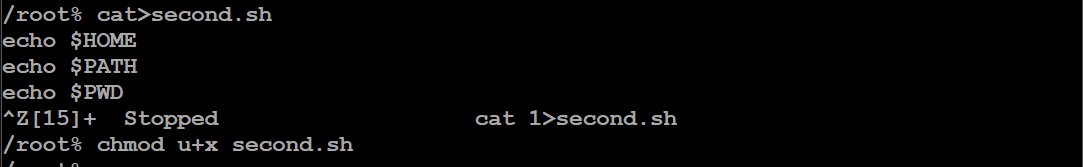 /root% cat>second.sh
echo $HOME
echo $PATH
echo $PWD
^Z[15]+  Stopped                 cat 1>second.sh
/root% chmod u+x second.sh
/root%